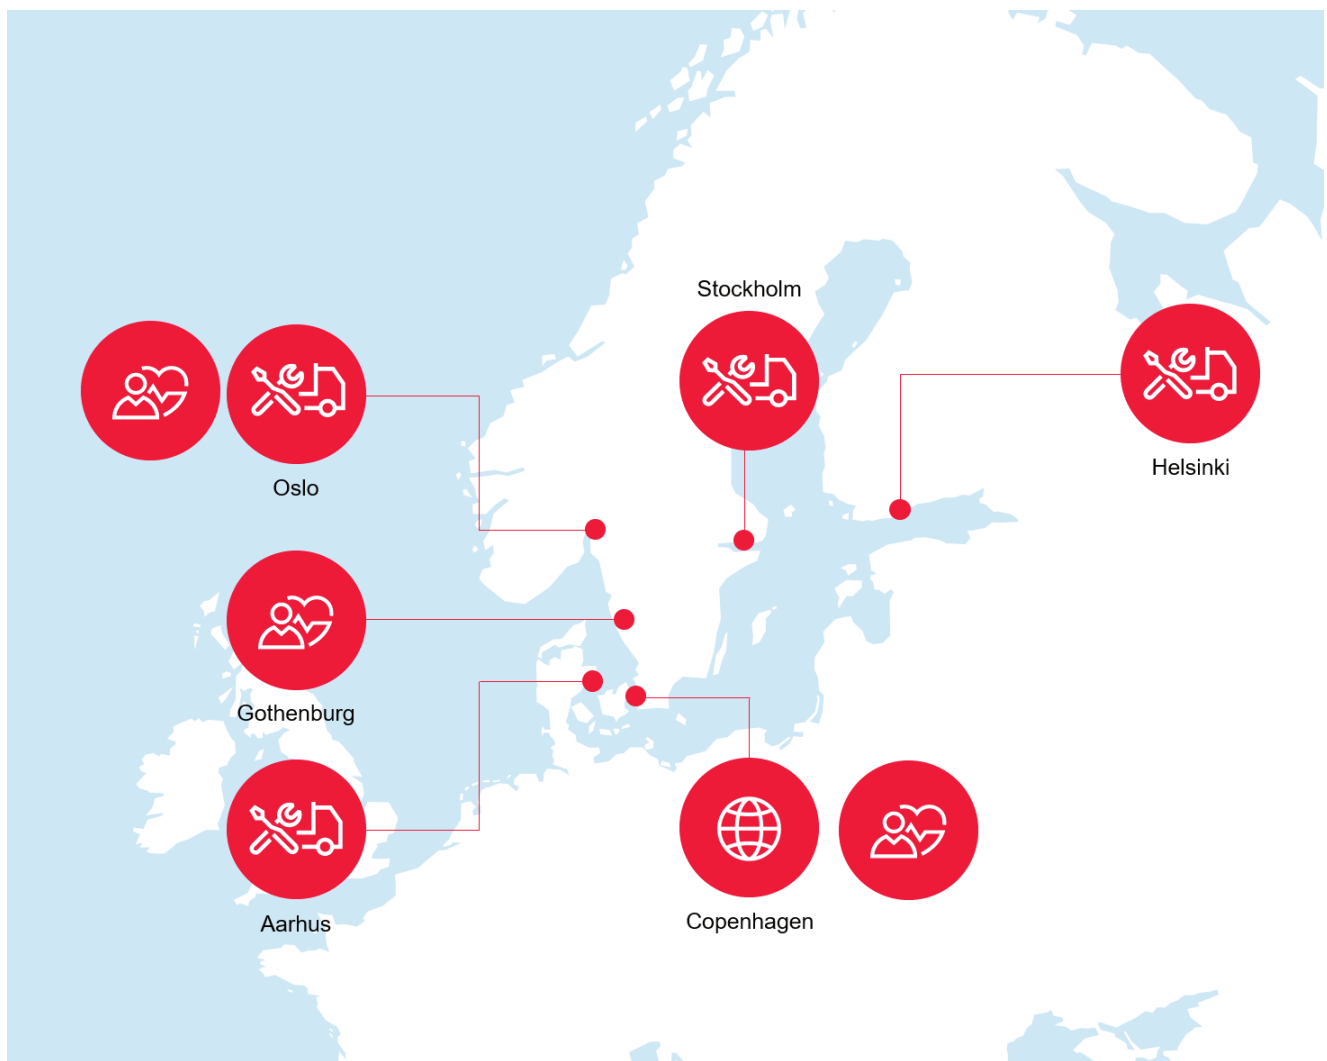 Stockholm
Helsinki
Oslo
Gothenburg
Aarhus
Copenhagen